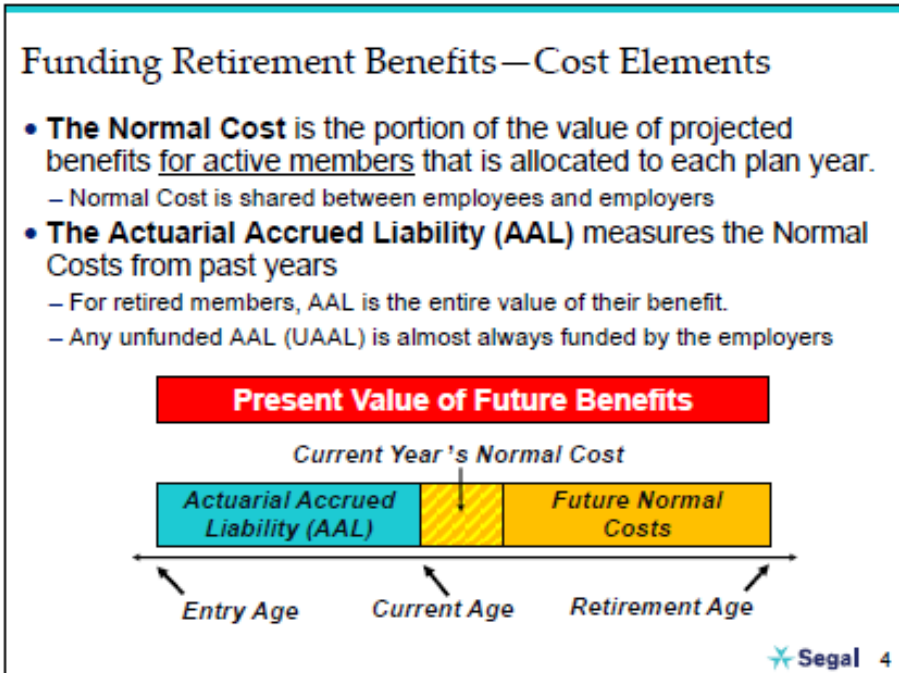 Funding Retirement Benefits—Cost Elements
• The Normal Cost is the portion of the value of projected
benefits for active members that is allocated to each plan year.
– Normal Cost is shared between employees and employers
• The Actuarial Accrued Liability (AAL) measures the Normal
Costs from past years
– For retired members, AAL is the entire value of their benefit.
– Any unfunded AAL (UAAL) is almost always funded by the employers
Present Value of Future Benefits
Current Year's Normal Cost
Actuarial Accrued
Liability (AAL)
Future Normal
Costs
Entry Age
Current Age
Retirement Age
Segal 4